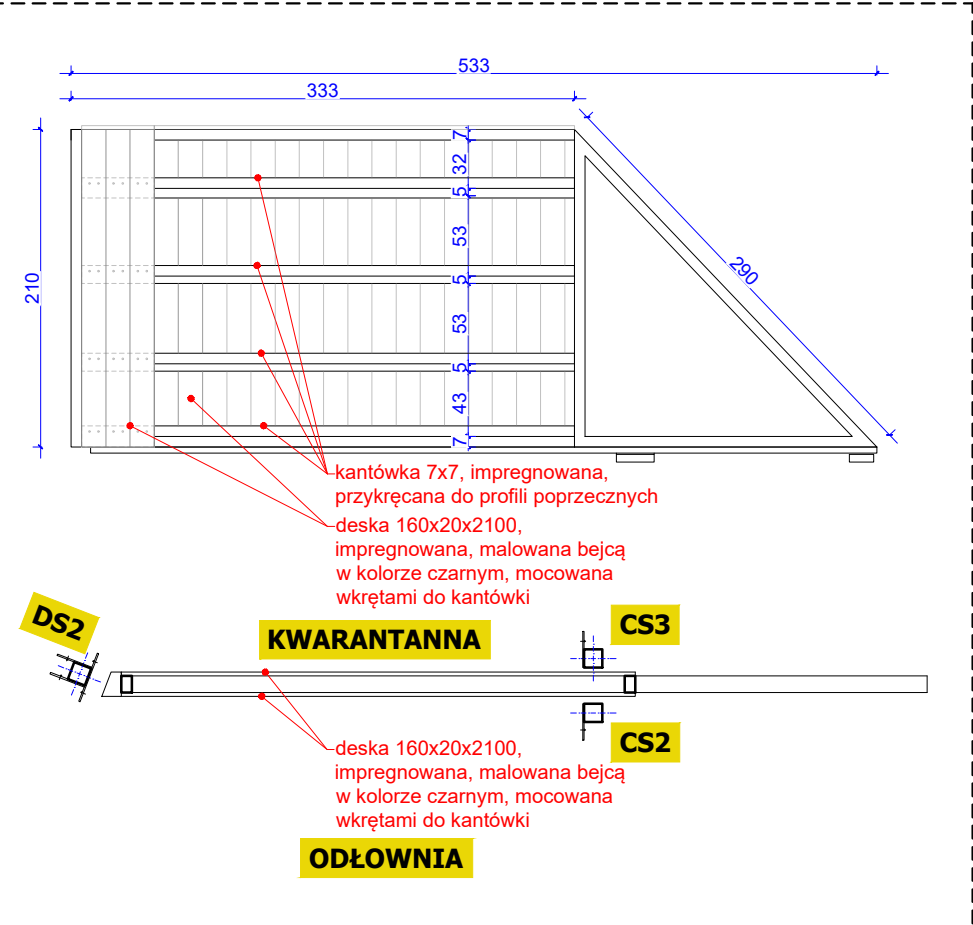 533
333
210
7
32
5
53
5
53
5
43
7
290
kantówka 7x7, impregnowana,
przykręcana do profili poprzecznych
deska 160x20x2100,
impregnowana, malowana bejcą
w kolorze czarnym, mocowana
wkrętami do kantówki
DS2
KWARANTANNA
CS3
CS2
deska 160x20x2100,
impregnowana, malowana bejcą
w kolorze czarnym, mocowana
wkrętami do kantówki
ODŁOWNIA